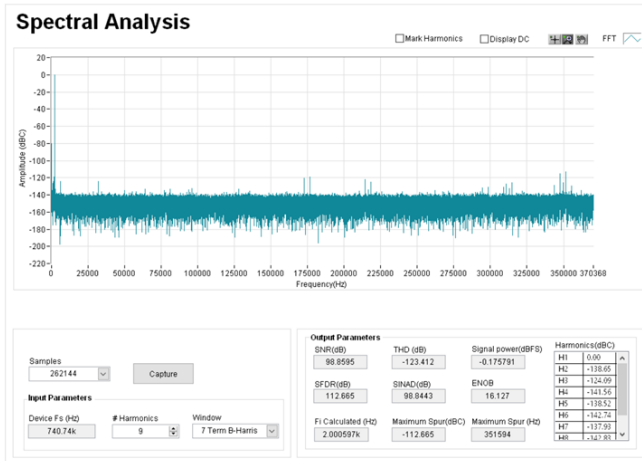 Spectral Analysis
Mark Harmonics
Display DC
FFT
Amplitude (dBC)
20
0
-20
-40
-60
-80
-100
-120
-140
-160
-180
-200
-220
0 25000 50000 75000 100000 125000 150000 175000 200000 225000 250000 275000 300000 325000 350000 370368
Frequency(Hz)
Samples
262144
Capture
Input Parameters
Device Fs (Hz) # Harmonics Window
740.74k 9 7 Term B-Harris
Output Parameters
SNR(dB) THD (dB) Signal power(dBFS)
98.8595 -123.412 -0.175791
SFDR(dB) SINAD(dB) ENOB
112.665 98.8443 16.127
Fi Calculated (Hz) Maximum Spur(dBC) Maximum Spur (Hz)
2.000597k -112.665 351594
Harmonics(dBC)
H1 0.00
H2 -138.65
H3 -124.09
H4 -141.56
H5 -138.52
H6 -142.74
H7 -137.93
H8 -142.83